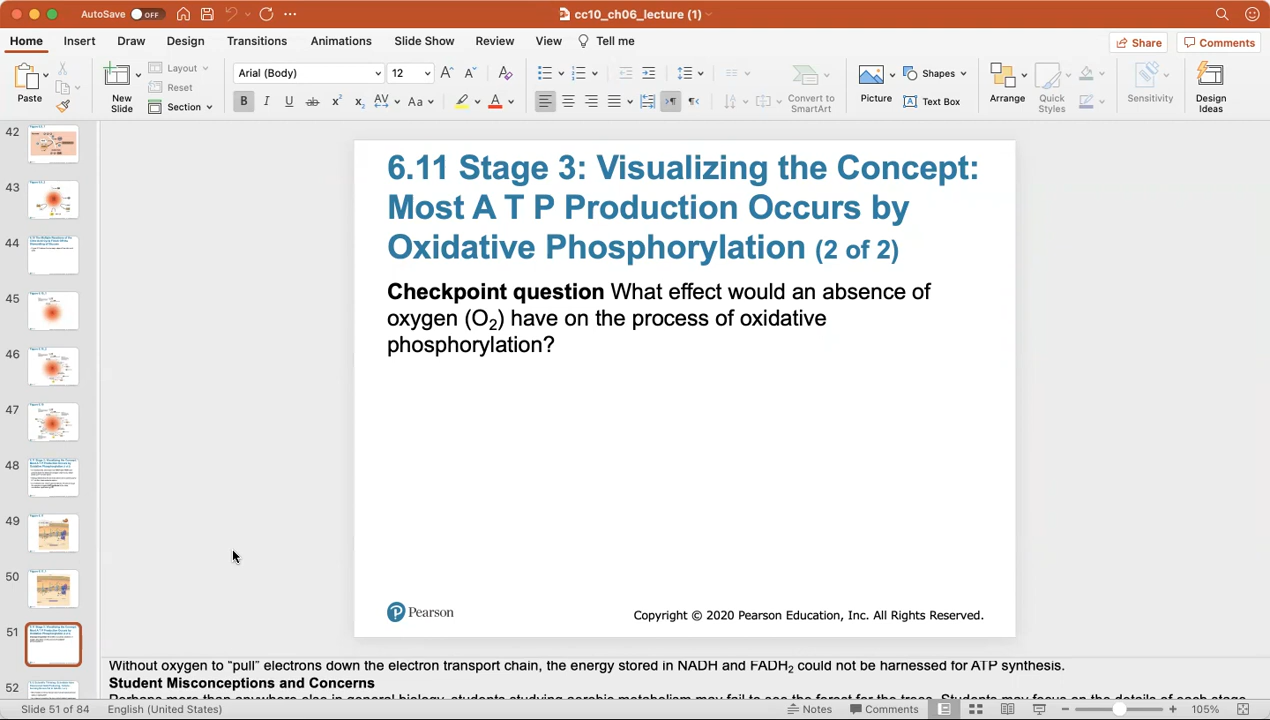 AutoSave OFF
cc10_ch06_lecture (1)
Home Insert Draw Design Transitions Animations Slide Show Review View Tell me
Share Comments
Paste
New Slide
Layout
Reset
Section
Arial (Body) 12
Convert to SmartArt
Picture
Shapes
Text Box
Arrange
Quick Styles
Sensitivity
Design Ideas
42
43
44
45
46
47
48
49
50
51
52
6.11 Stage 3: Visualizing the Concept:
Most A T P Production Occurs by
Oxidative Phosphorylation (2 of 2)
Checkpoint question What effect would an absence of
oxygen (O₂) have on the process of oxidative
phosphorylation?
Pearson
Copyright © 2020 Pearson Education, Inc. All Rights Reserved.
Without oxygen to “pull” electrons down the electron transport chain, the energy stored in NADH and FADH₂ could not be harnessed for ATP synthesis.
Student Misconceptions and Concerns
Slide 51 of 84 English (United States) Notes Comments 105%